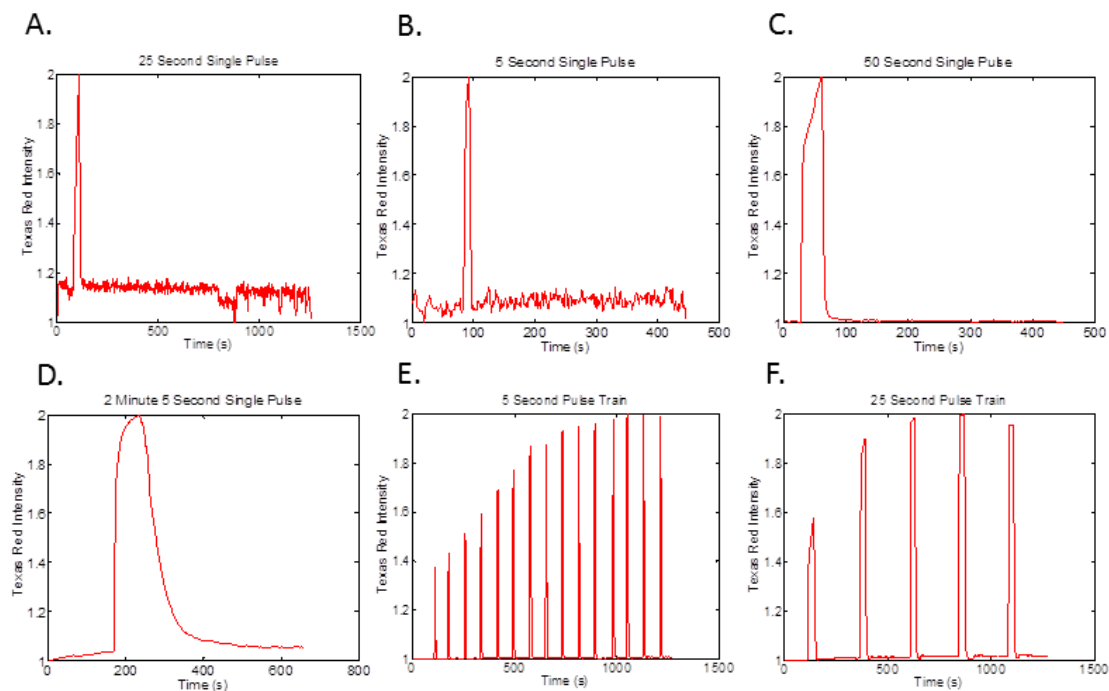 A.
25 Second Single Pulse
Texas Red Intensity
2
1.8
1.6
1.4
1.2
1
0 500 1000 1500
Time (s)
B.
5 Second Single Pulse
Texas Red Intensity
2
1.8
1.6
1.4
1.2
1
0 100 200 300 400 500
Time (s)
C.
50 Second Single Pulse
Texas Red Intensity
2
1.8
1.6
1.4
1.2
1
0 100 200 300 400 500
Time (s)
D.
2 Minute 5 Second Single Pulse
Texas Red Intensity
2
1.8
1.6
1.4
1.2
1
0 200 400 600 800
Time (s)
E.
5 Second Pulse Train
Texas Red Intensity
2
1.8
1.6
1.4
1.2
1
0 500 1000 1500
Time (s)
F.
25 Second Pulse Train
Texas Red Intensity
2
1.8
1.6
1.4
1.2
1
0 500 1000 1500
Time (s)